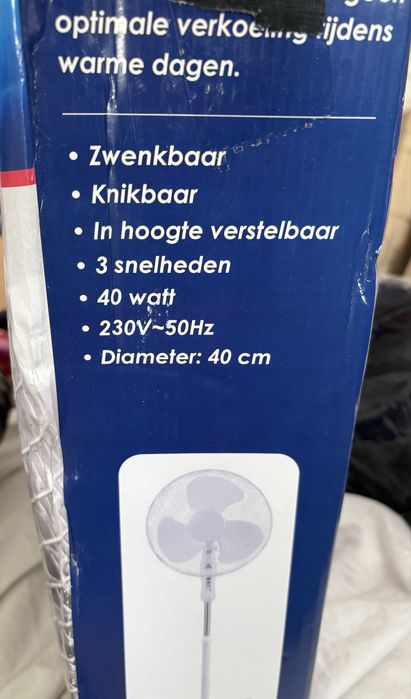 optimale verkoeling tijdens
warme dagen.
• Zwenkbaar
• Knikbaar
• In hoogte verstelbaar
• 3 snelheden
• 40 watt
• 230V~50Hz
• Diameter: 40 cm